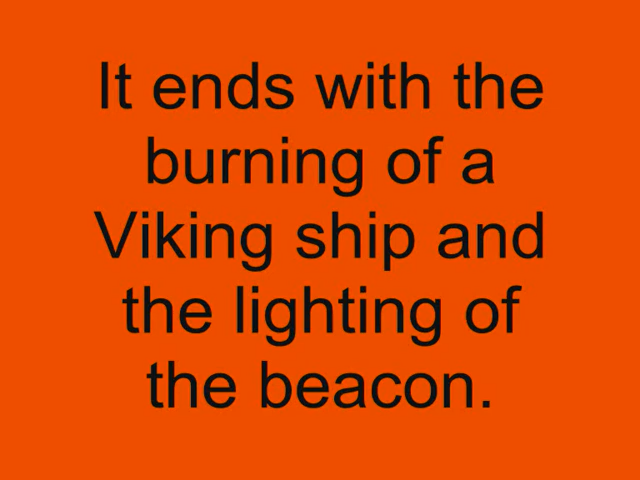 It ends with the
burning of a
Viking ship and
the lighting of
the beacon.